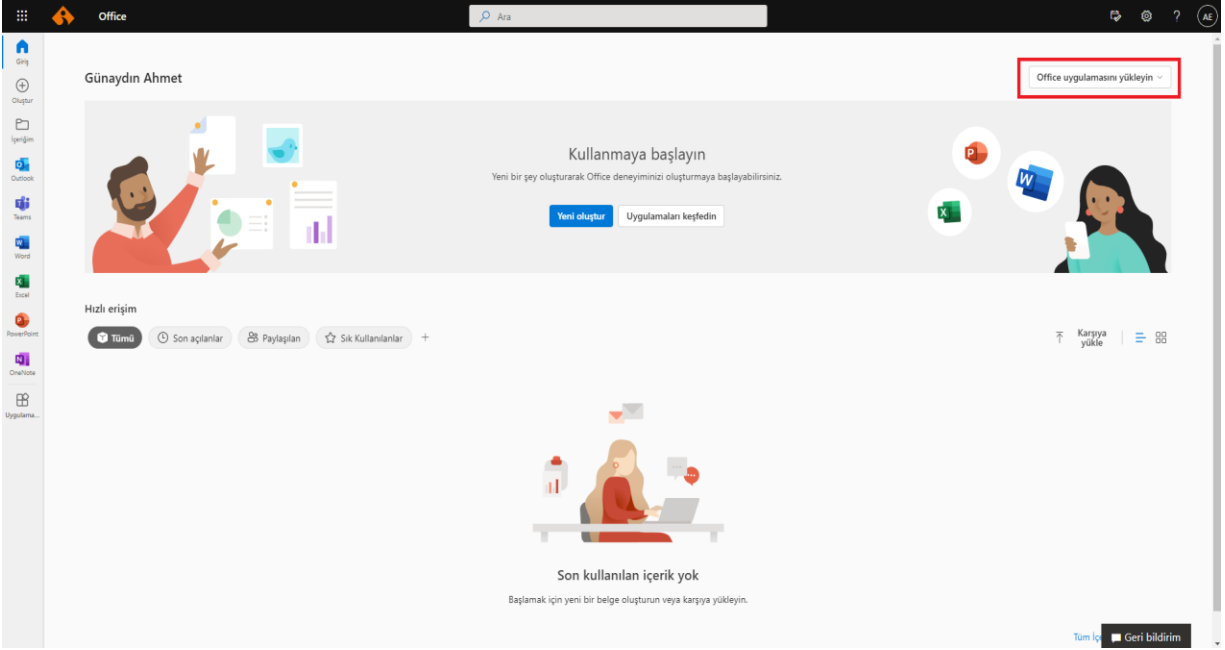 Office
Ara
AE
Giriş
Oluştur
İçeriğim
Outlook
Teams
Word
Excel
PowerPoint
OneNote
Uygulama...
Günaydın Ahmet
Office uygulamasını yükleyin
Kullanmaya başlayın
Yeni bir şey oluşturarak Office deneyiminizi oluşturmaya başlayabilirsiniz.
Yeni oluştur
Uygulamaları keşfedin
Hızlı erişim
Tümü
Son açılanlar
Paylaşılan
Sık Kullanılanlar
Karşıya
yükle
Son kullanılan içerik yok
Başlamak için yeni bir belge oluşturun veya karşıya yükleyin.
Tüm
Geri bildirim